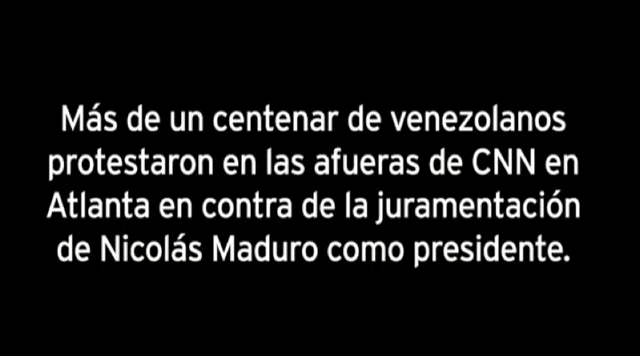 Más de un centenar de venezolanos
protestaron en las afueras de CNN en
Atlanta en contra de la juramentación
de Nicolás Maduro como presidente.